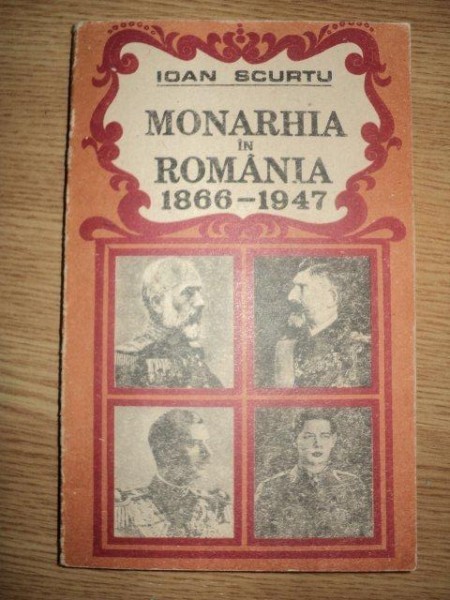 IOAN SCURTU
MONARHIA
ÎN
ROMÂNIA
1866–1947